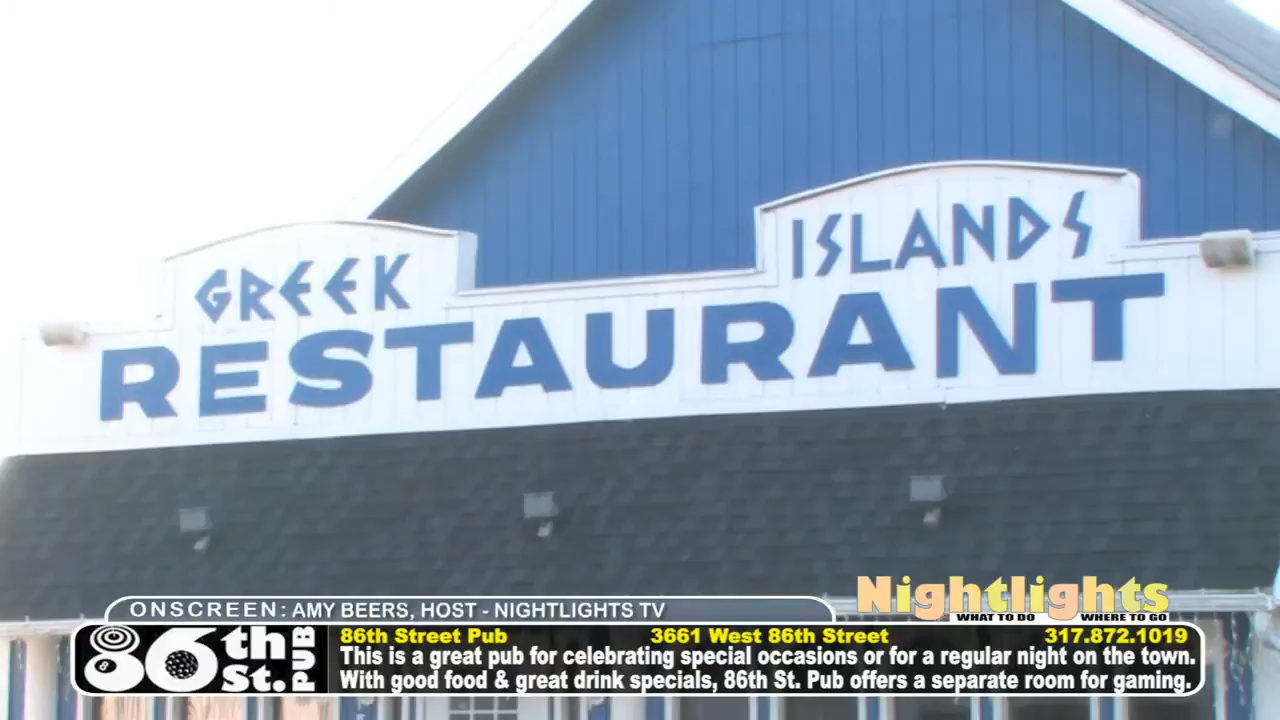 GREEK ISLANDS
RESTAURANT
Nightlights
WHAT TO DO WHERE TO GO
ONSCREEN: AMY BEERS, HOST - NIGHTLIGHTS TV
86th St. PUB
8
86th Street Pub 3661 West 86th Street 317.872.1019
This is a great pub for celebrating special occasions or for a regular night on the town.
With good food & great drink specials, 86th St. Pub offers a separate room for gaming.